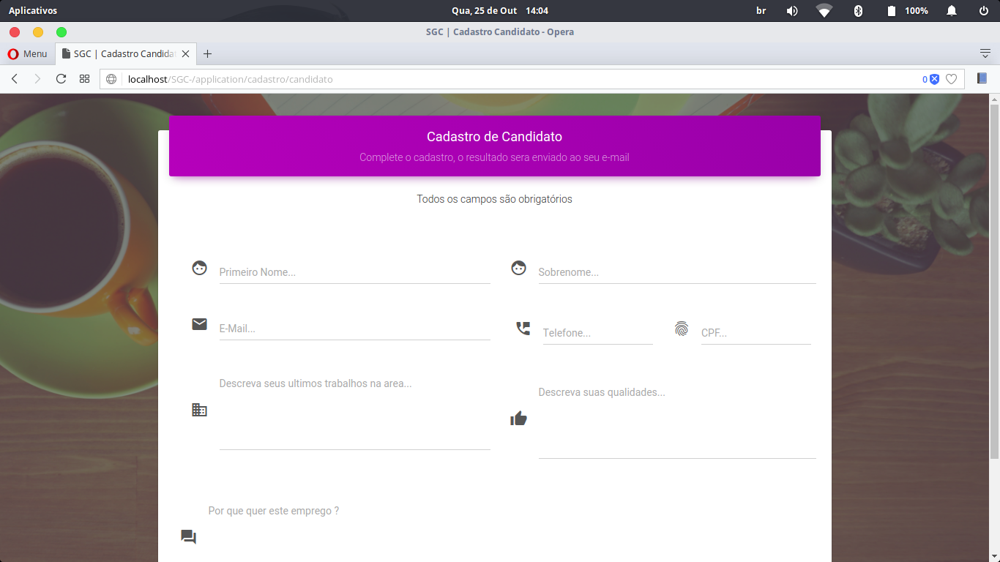 Aplicativos
Qua, 25 de Out 14:04
br
100%
SGC | Cadastro Candidato - Opera
Menu
SGC | Cadastro Candida
localhost/SGC-/application/cadastro/candidato
0
Cadastro de Candidato
Complete o cadastro, o resultado sera enviado ao seu e-mail
Todos os campos são obrigatórios
Primeiro Nome...
Sobrenome...
E-Mail...
Telefone...
CPF...
Descreva seus ultimos trabalhos na area...
Descreva suas qualidades...
Por que quer este emprego ?